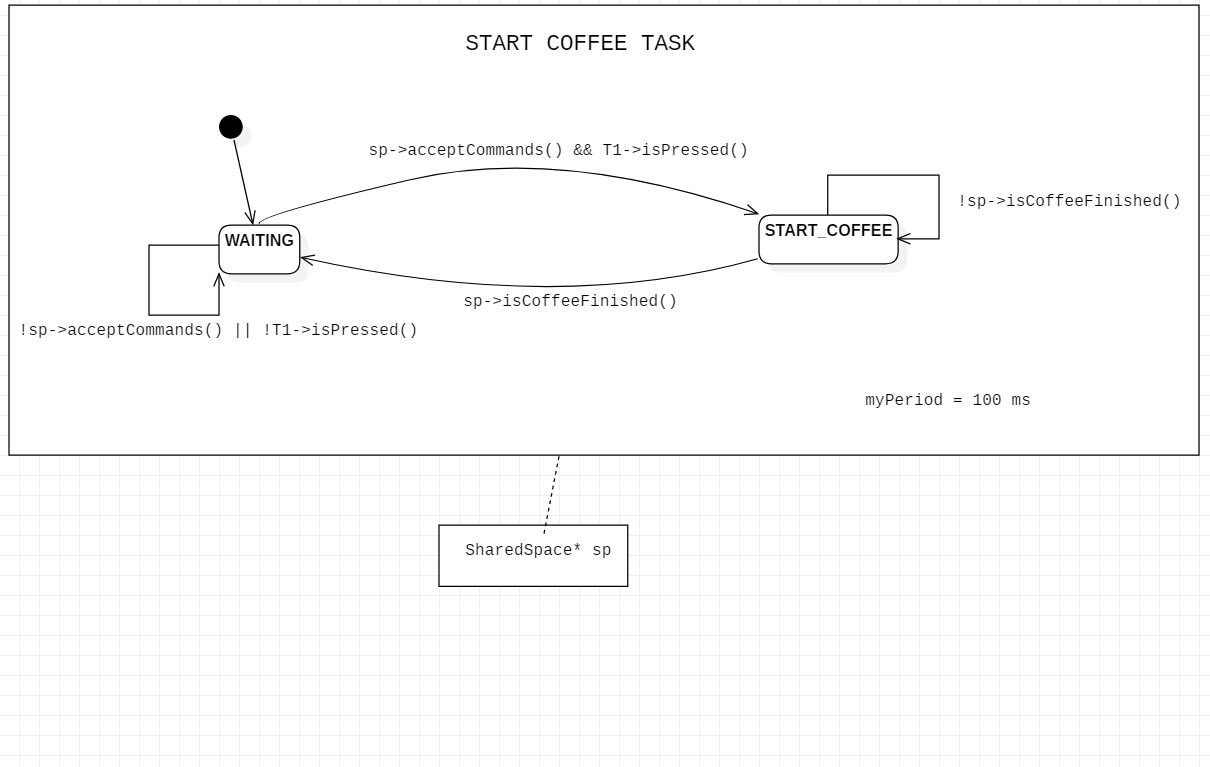 START COFFEE TASK
sp->acceptCommands() && T1->isPressed()
!sp->isCoffeeFinished()
WAITING
START_COFFEE
sp->isCoffeeFinished()
!sp->acceptCommands() || !T1->isPressed()
myPeriod = 100 ms
SharedSpace* sp